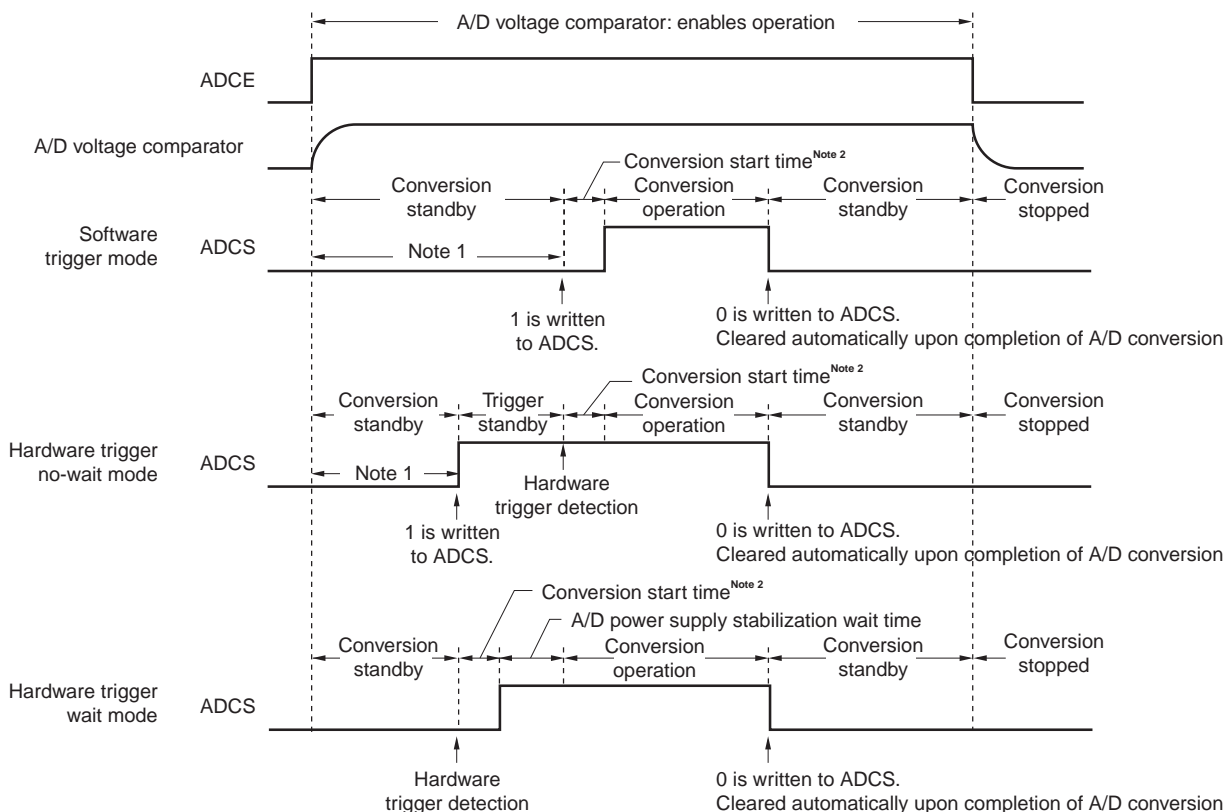 A/D voltage comparator: enables operation
ADCE
A/D voltage comparator
Conversion start time Note 2
Conversion
standby
Conversion
operation
Conversion
standby
Conversion
stopped
Software
trigger mode
ADCS
Note 1
1 is written
to ADCS.
0 is written to ADCS.
Cleared automatically upon completion of A/D conversion
Conversion start time Note 2
Conversion
standby
Trigger
standby
Conversion
operation
Conversion
standby
Conversion
stopped
Hardware trigger
no-wait mode
ADCS
Note 1
Hardware
trigger detection
1 is written
to ADCS.
0 is written to ADCS.
Cleared automatically upon completion of A/D conversion
Conversion start time Note 2
A/D power supply stabilization wait time
Conversion
standby
Conversion
operation
Conversion
standby
Conversion
stopped
Hardware trigger
wait mode
ADCS
Hardware
trigger detection
0 is written to ADCS.
Cleared automatically upon completion of A/D conversion